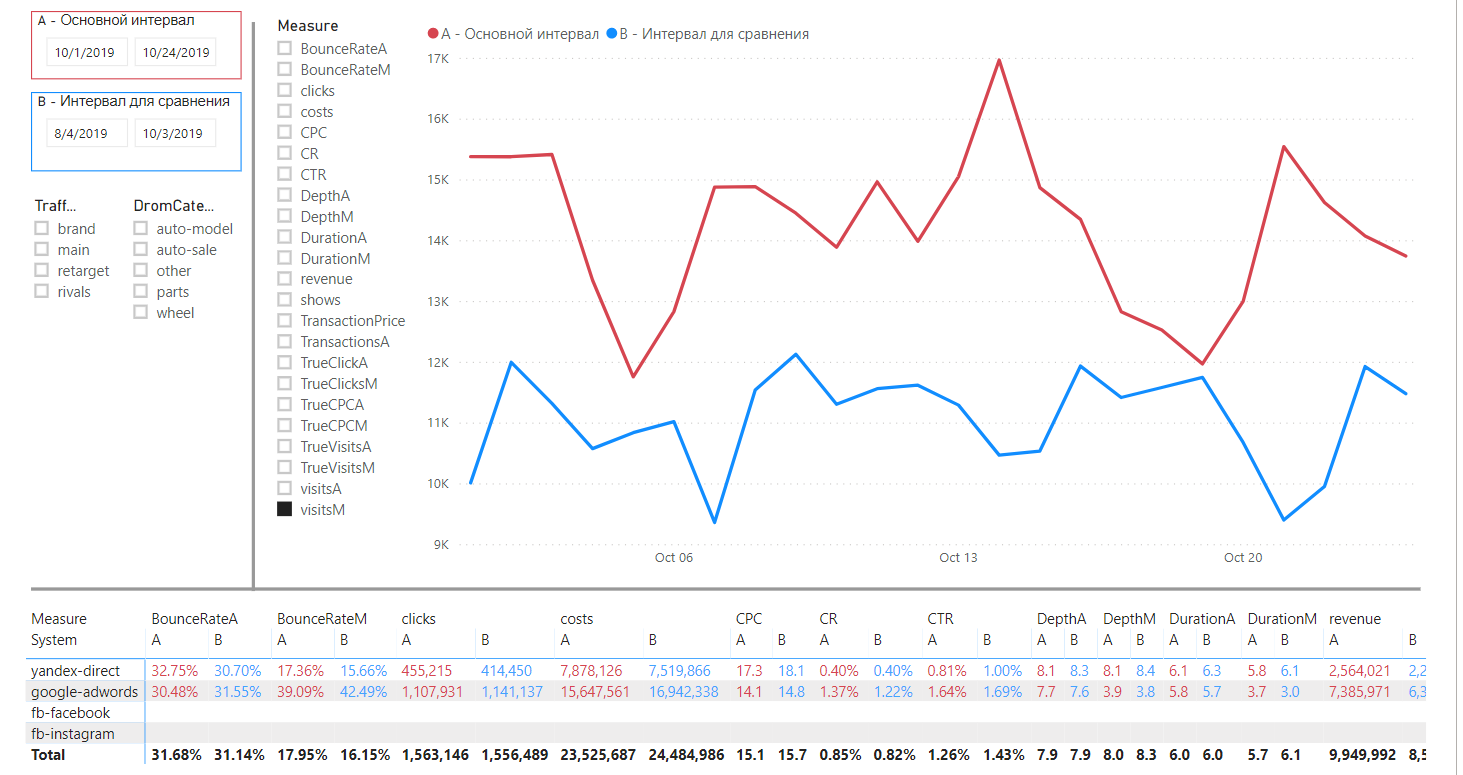 A - Основной интервал
10/1/2019 10/24/2019
B - Интервал для сравнения
8/4/2019 10/3/2019
Traff...
brand
main
retarget
rivals
DromCate...
auto-model
auto-sale
other
parts
wheel
Measure
BounceRateA
BounceRateM
clicks
costs
CPC
CR
CTR
DepthA
DepthM
DurationA
DurationM
revenue
shows
TransactionPrice
TransactionsA
TrueClickA
TrueClicksM
TrueCPCA
TrueCPCM
TrueVisitsA
TrueVisitsM
visitsA
visitsM
A - Основной интервал B - Интервал для сравнения
17K
16K
15K
14K
13K
12K
11K
10K
9K
Oct 06 Oct 13 Oct 20
Measure BounceRateA BounceRateM clicks costs CPC CR CTR DepthA DepthM DurationA DurationM revenue
System A B A B A B A B A B A B A B A B A B A B A B A B
yandex-direct 32.75% 30.70% 17.36% 15.66% 455,215 414,450 7,878,126 7,519,866 17.3 18.1 0.40% 0.40% 0.81% 1.00% 8.1 8.3 8.1 8.4 6.1 6.3 5.8 6.1 2,564,021 2,2
google-adwords 30.48% 31.55% 39.09% 42.49% 1,107,931 1,141,137 15,647,561 16,942,338 14.1 14.8 1.37% 1.22% 1.64% 1.69% 7.7 7.6 3.9 3.8 5.8 5.7 3.7 3.0 7,385,971 6,3
fb-facebook
fb-instagram
Total 31.68% 31.14% 17.95% 16.15% 1,563,146 1,556,489 23,525,687 24,484,986 15.1 15.7 0.85% 0.82% 1.26% 1.43% 7.9 7.9 8.0 8.3 6.0 6.0 5.7 6.1 9,949,992 8,5